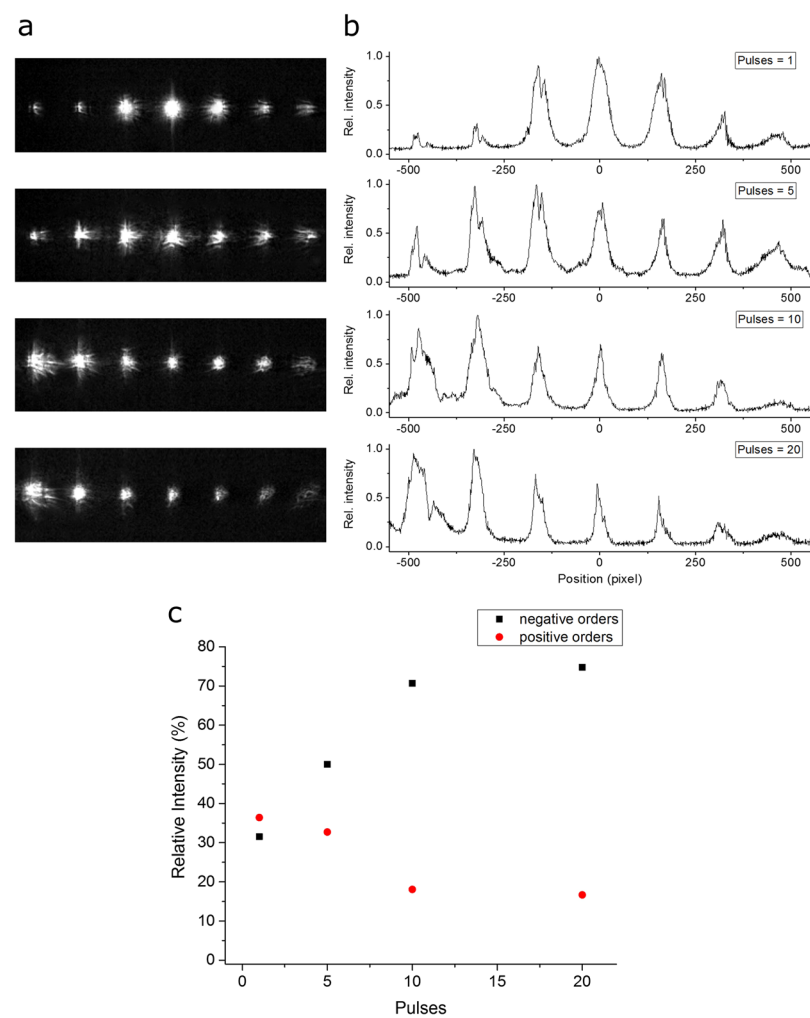 a
b
Pulses = 1
Rel. intensity
1.0
0.5
0.0
-500 -250 0 250 500
Pulses = 5
Rel. intensity
1.0
0.5
0.0
-500 -250 0 250 500
Pulses = 10
Rel. intensity
1.0
0.5
0.0
-500 -250 0 250 500
Pulses = 20
Rel. intensity
1.0
0.5
0.0
-500 -250 0 250 500
Position (pixel)
c
negative orders
positive orders
Relative Intensity (%)
80
70
60
50
40
30
20
10
0
0 5 10 15 20
Pulses